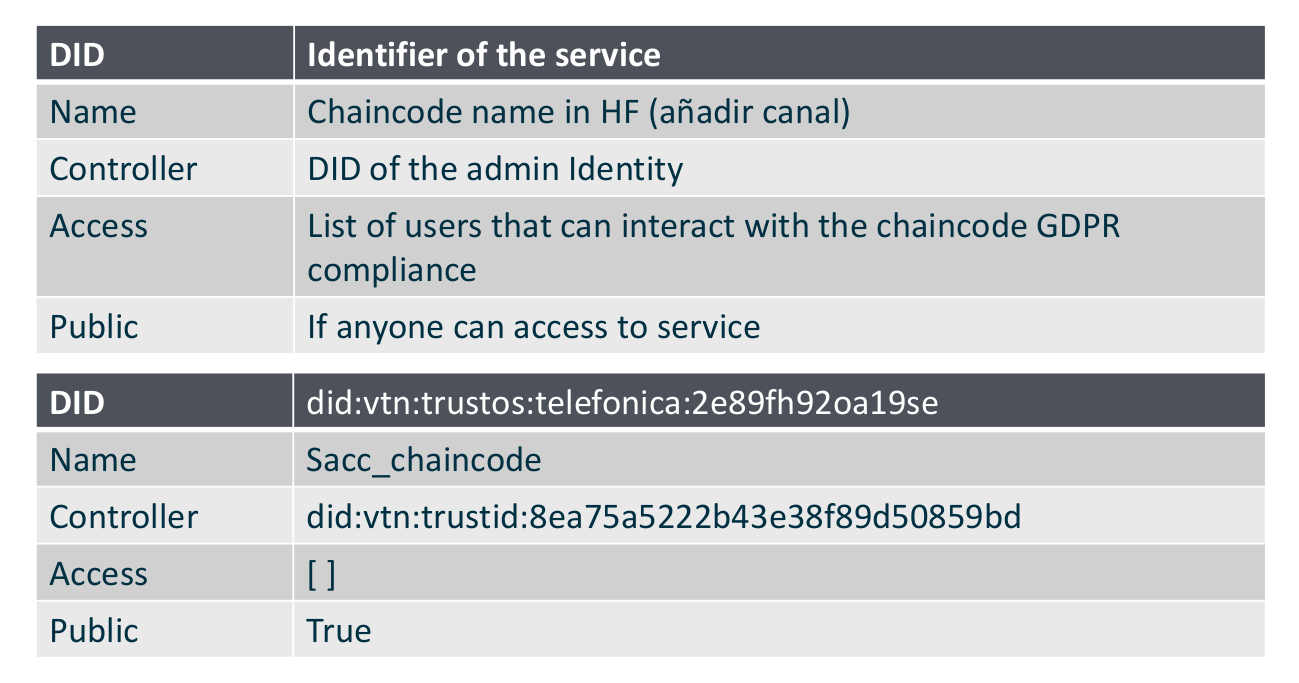 DID Identifier of the service
Name Chaincode name in HF (añadir canal)
Controller DID of the admin Identity
Access List of users that can interact with the chaincode GDPR
compliance
Public If anyone can access to service
DID did:vtn:trustos:telefonica:2e89fh92oa19se
Name Sacc_chaincode
Controller did:vtn:trustid:8ea75a5222b43e38f89d50859bd
Access [ ]
Public True